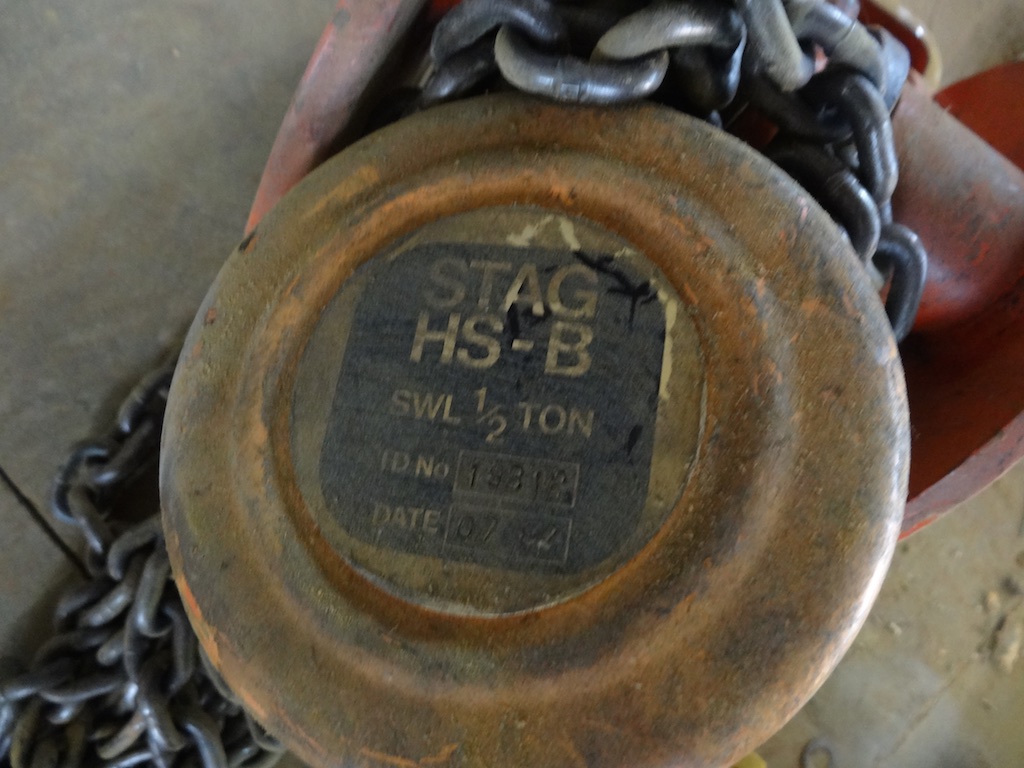 STAG
HS-B
SWL 1/2 TON
ID No
DATE 07